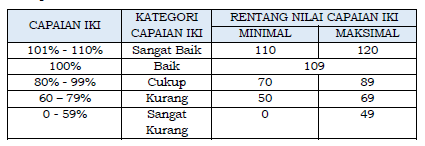 CAPAIAN IKI KATEGORI CAPAIAN IKI RENTANG NILAI CAPAIAN IKI
MINIMAL MAKSIMAL
101% - 110% Sangat Baik 110 120
100% Baik 109
80% - 99% Cukup 70 89
60 – 79% Kurang 50 69
0 - 59% Sangat Kurang 0 49